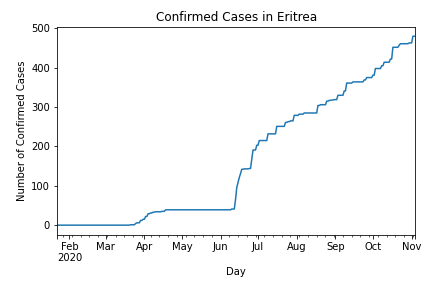 Confirmed Cases in Eritrea
Number of Confirmed Cases
500
400
300
200
100
0
Feb Mar Apr May Jun Jul Aug Sep Oct Nov
2020
Day